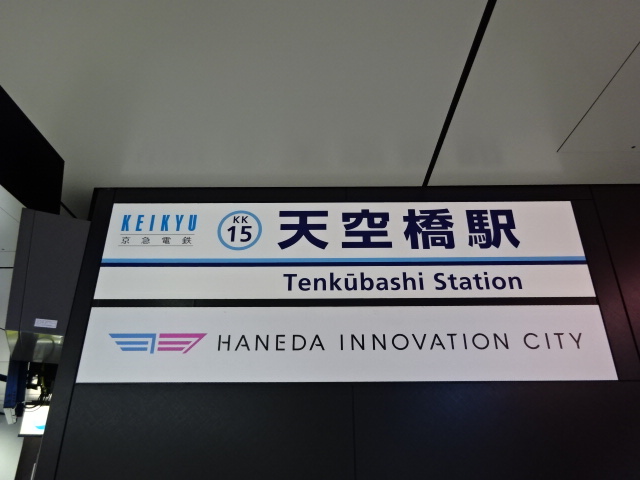 KEIKYU
京急電鉄
KK
15
天空橋駅
Tenkūbashi Station
HANEDA INNOVATION CITY